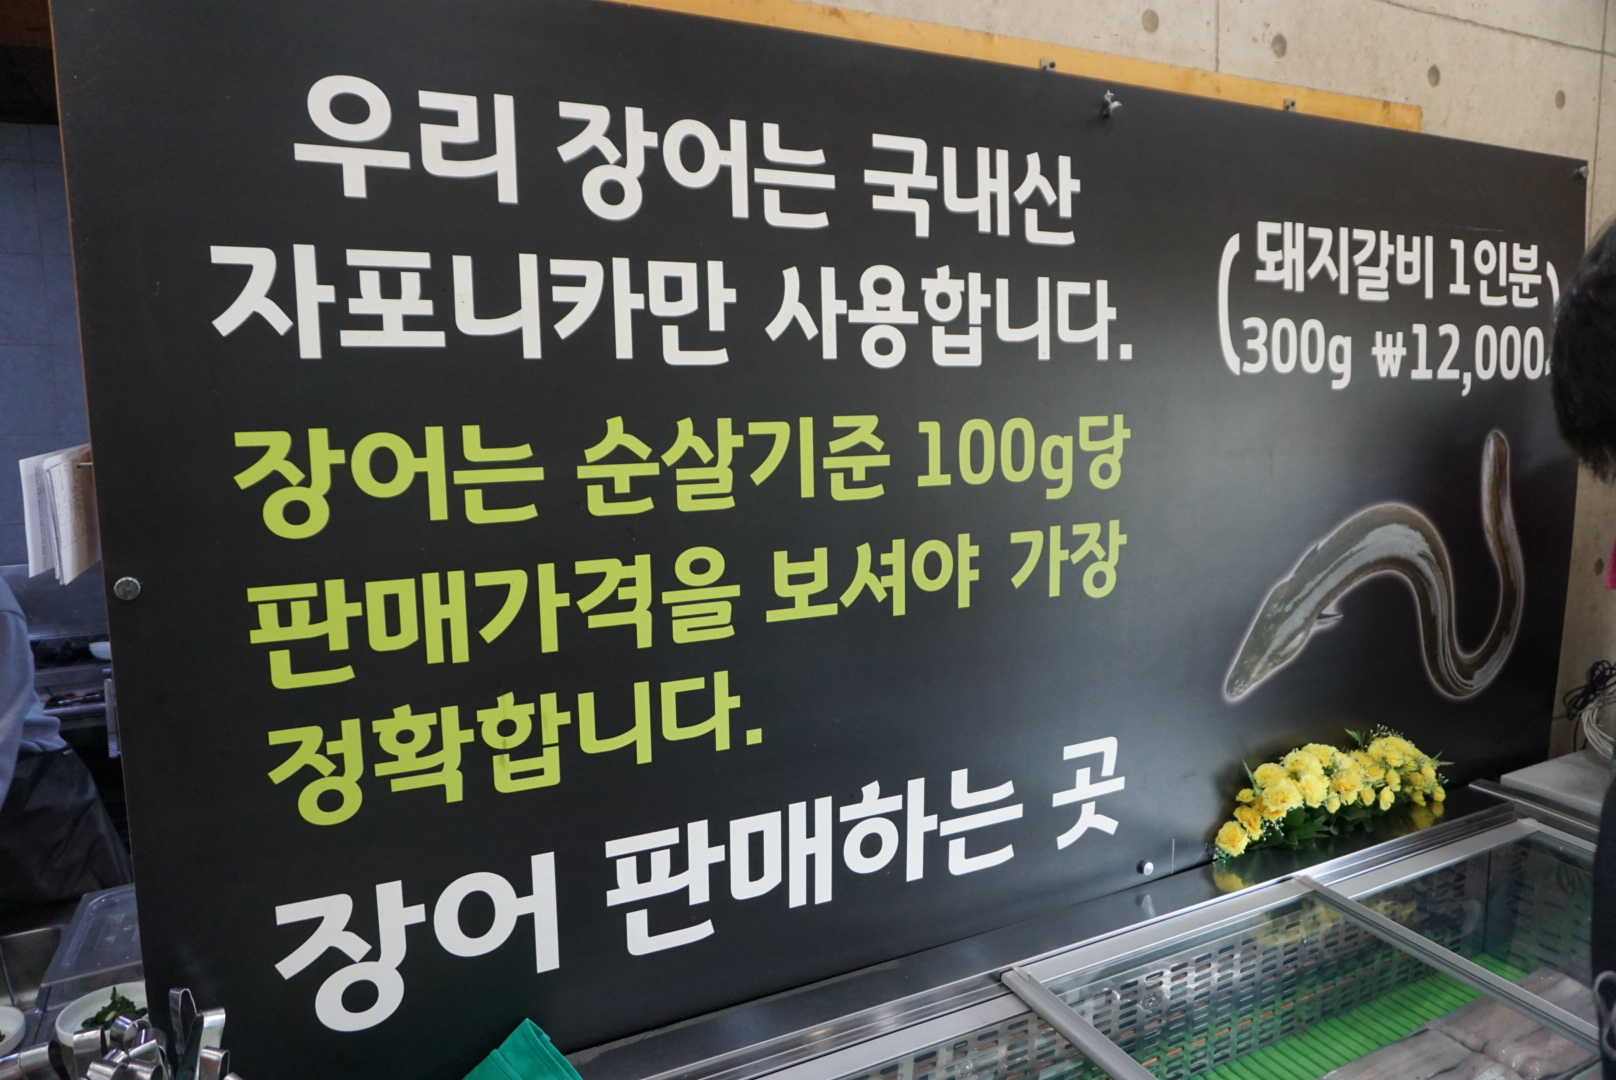 우리 장어는 국내산
자포니카만 사용합니다.
장어는 순살기준 100g당
판매가격을 보셔야 가장
정확합니다.
장어 판매하는 곳
(돼지갈비 1인분
300g ₩12,000)